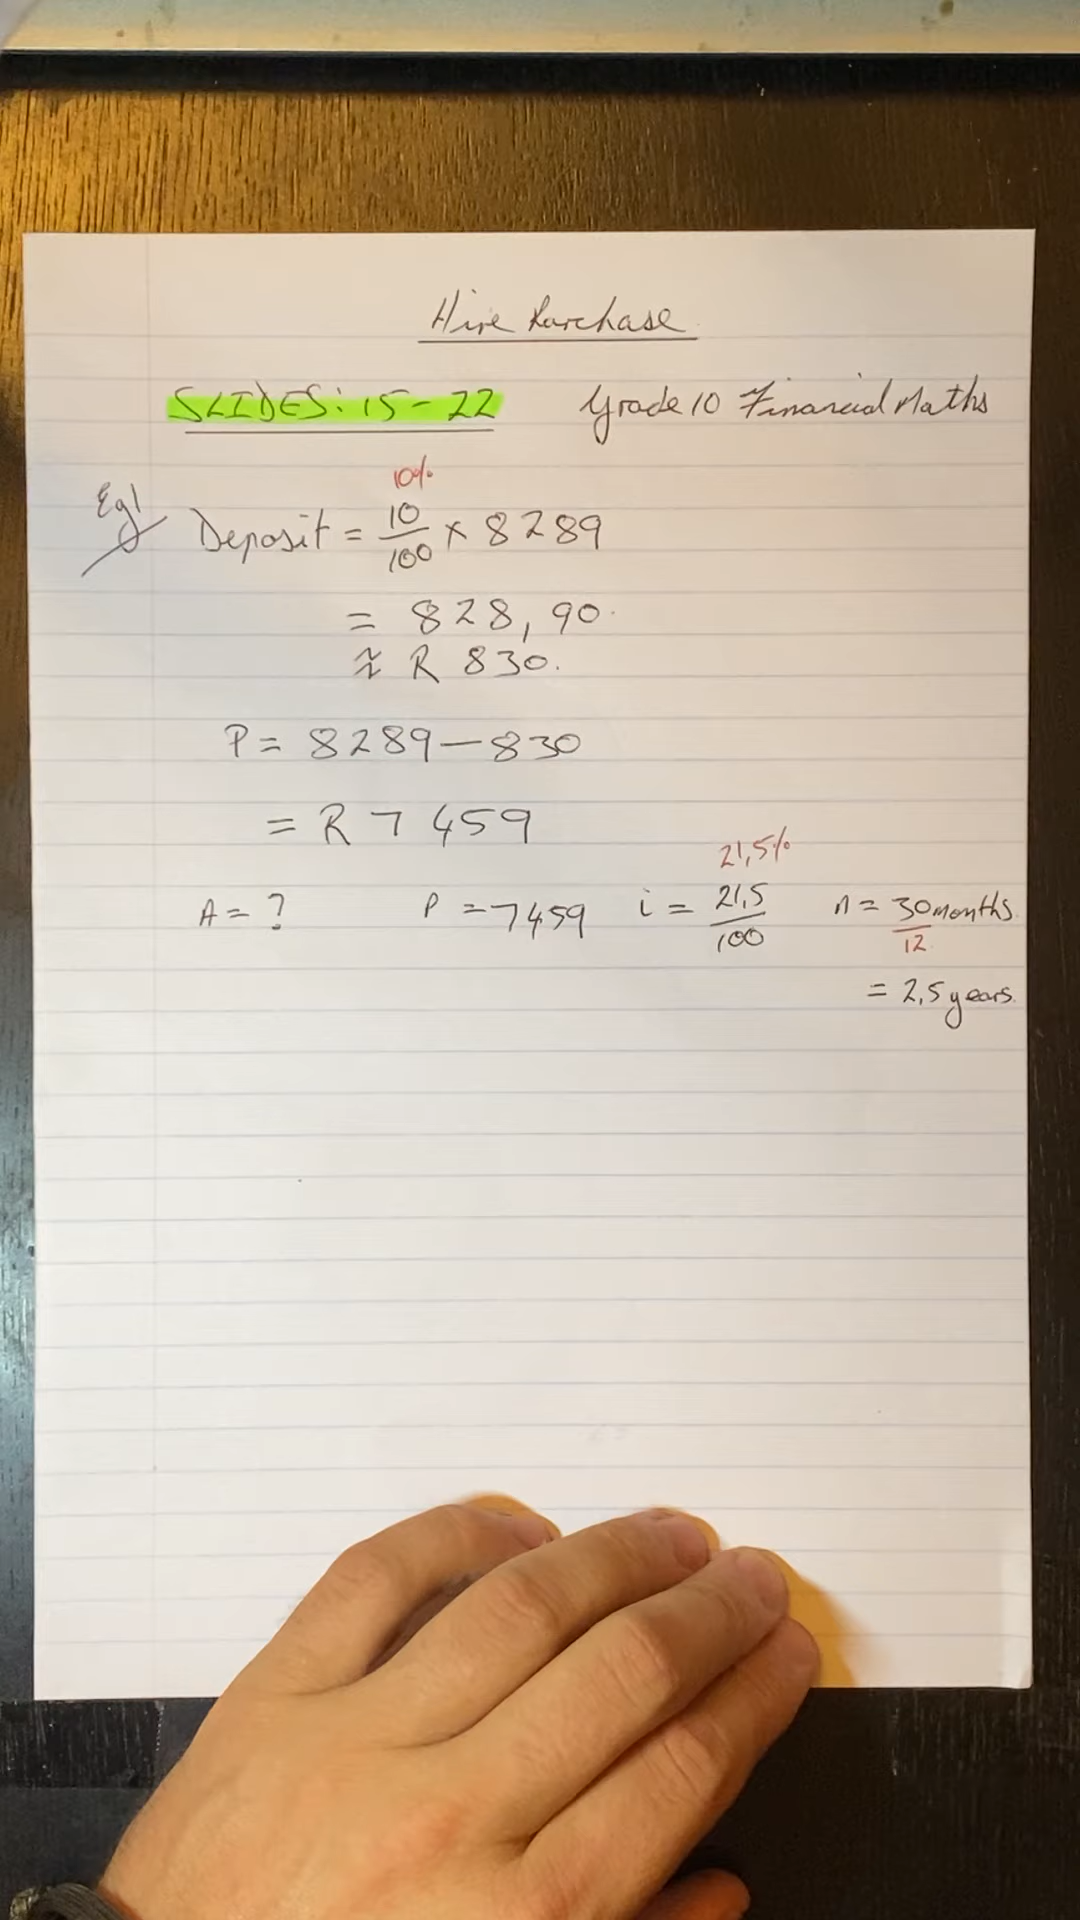 Hire Purchase
SLIDES: 15-22 Grade 10 Financial Maths
10%
Eg1 Deposit = 10/100 × 8289
= 828,90
≈ R 830.
P = 8289 — 830
= R 7 459
21,5%
A = ? P = 7459 i = 21,5/100 n = 30 months
12
= 2,5 years.